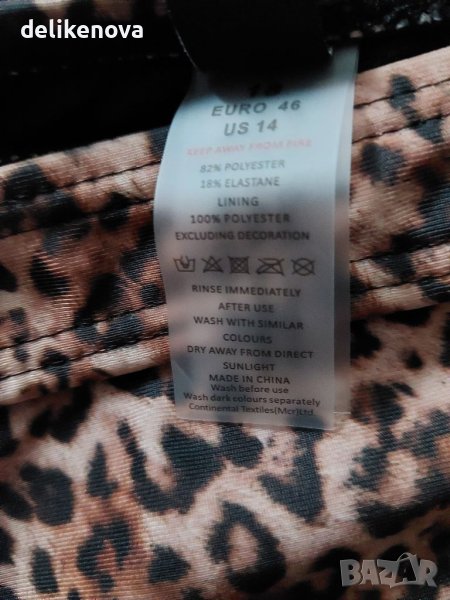 delikenova
EURO 46
US 14
KEEP AWAY FROM FIRE
82% POLYESTER
18% ELASTANE
LINING
100% POLYESTER
EXCLUDING DECORATION
RINSE IMMEDIATELY
AFTER USE
WASH WITH SIMILAR
COLOURS
DRY AWAY FROM DIRECT
SUNLIGHT
MADE IN CHINA
Wash before use
Wash dark colours separately
Continental Textiles(Mcr)Ltd
BAZAR